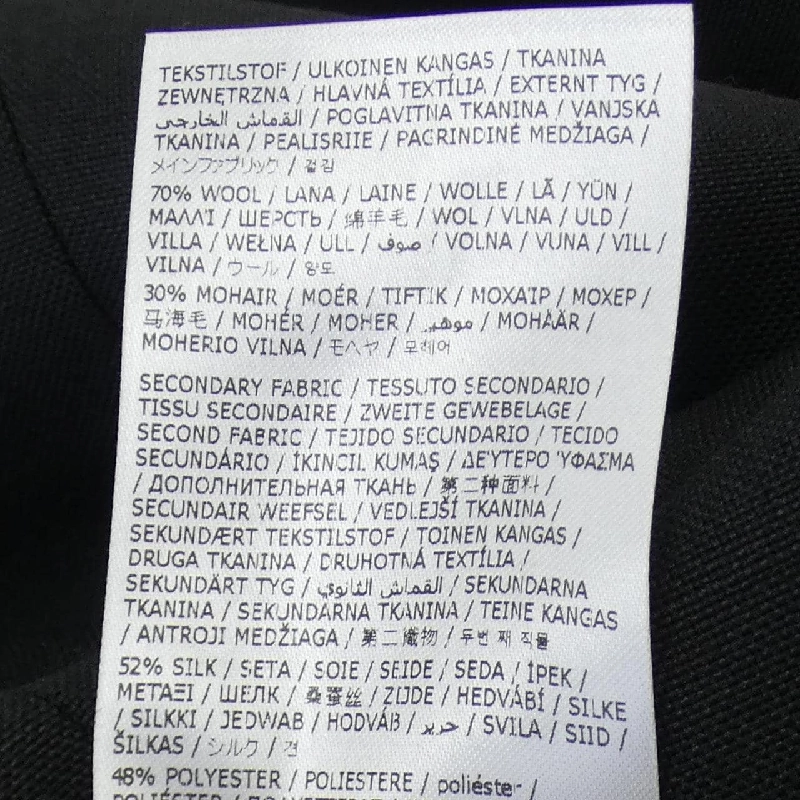 TEKSTILSTOF / ULKOINEN KANGAS / TKANINA
ZEWNĘTRZNA / HLAVNÁ TEXTÍLIA / EXTERNT TYG /
القماش الخارجي / POGLAVITNA TKANINA / VANJSKA
TKANINA / PEALISRIIE / PAGRINDINĖ MEDŽIAGA /
メインファブリック / 겉감
70% WOOL / LANA / LAINE / WOLLE / LÃ / YÜN /
ΜΑΛΛΊ / ШЕРСТЬ / 绵羊毛 / WOL / VLNA / ULD /
VILLA / WEŁNA / ULL / صوف / VOLNA / VUNA / VILL /
VILNA / ウール / 양모
30% MOHAIR / MOÉR / TİFTİK / ΜΟΧΑΊΡ / МОХЕР /
马海毛 / MOHÉR / MOHER / موهير / MOHÄÄR /
MOHERIO VILNA / モヘヤ / 모헤어
SECONDARY FABRIC / TESSUTO SECONDARIO /
TISSU SECONDAIRE / ZWEITE GEWEBELAGE /
SECOND FABRIC / TEJIDO SECUNDARIO / TECIDO
SECUNDÁRIO / İKİNCİL KUMAŞ / ΔΕΎΤΕΡΟ ΎΦΑΣΜΑ
/ ДОПОЛНИТЕЛЬНАЯ ТКАНЬ / 第二种面料 /
SECUNDAIR WEEFSEL / VEDLEJŠÍ TKANINA /
SEKUNDÆRT TEKSTILSTOF / TOINEN KANGAS /
DRUGA TKANINA / DRUHOTNÁ TEXTÍLIA /
SEKUNDÄRT TYG / القماش الثانوي / SEKUNDARNA
TKANINA / SEKUNDARNA TKANINA / TEINE KANGAS
/ ANTROJI MEDŽIAGA / 第二織物 / 두번 째 직물
52% SILK / SETA / SOIE / SEIDE / SEDA / İPEK /
ΜΕΤΑΞΙ / ШЕЛК / 桑蚕丝 / ZIJDE / HEDVÁBÍ / SILKE
/ SILKKI / JEDWAB / HODVÁB / حرير / SVILA / SIID /
ŠILKAS / シルク / 견
48% POLYESTER / POLIESTERE / poliéster /